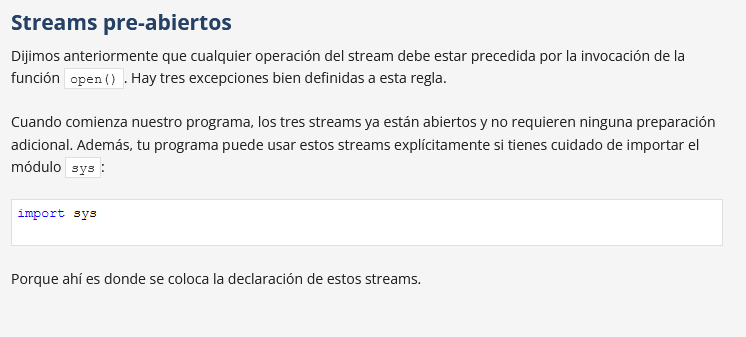 Streams pre-abiertos
Dijimos anteriormente que cualquier operación del stream debe estar precedida por la invocación de la
función open(). Hay tres excepciones bien definidas a esta regla.
Cuando comienza nuestro programa, los tres streams ya están abiertos y no requieren ninguna preparación
adicional. Además, tu programa puede usar estos streams explícitamente si tienes cuidado de importar el
módulo sys:
import sys
Porque ahí es donde se coloca la declaración de estos streams.